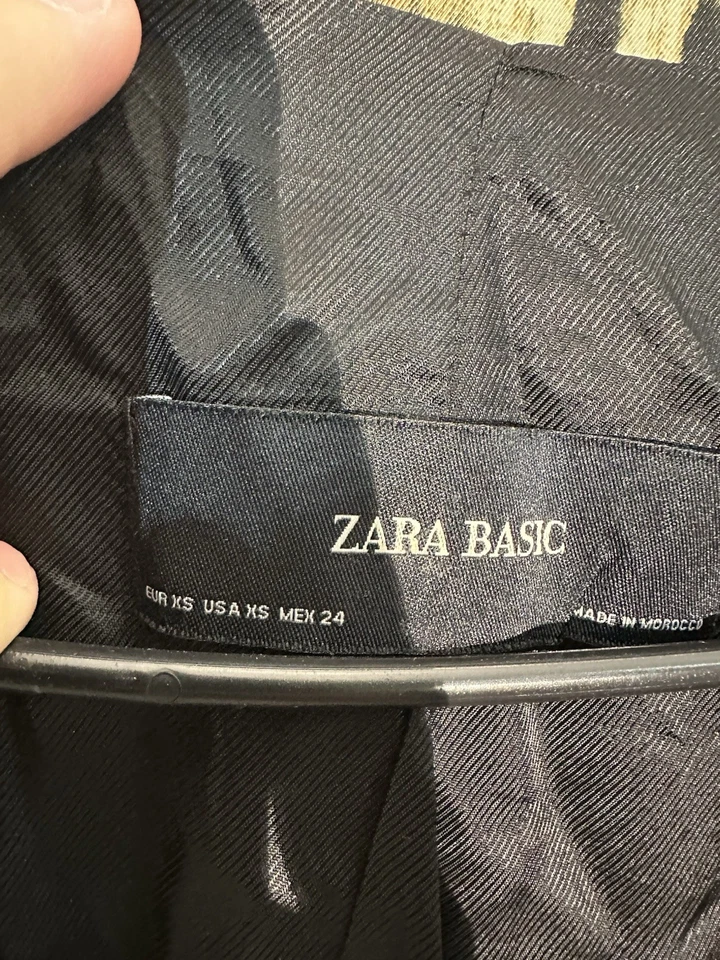 ZARA BASIC
EUR XS USA XS MEX 24
MADE IN MOROCCO